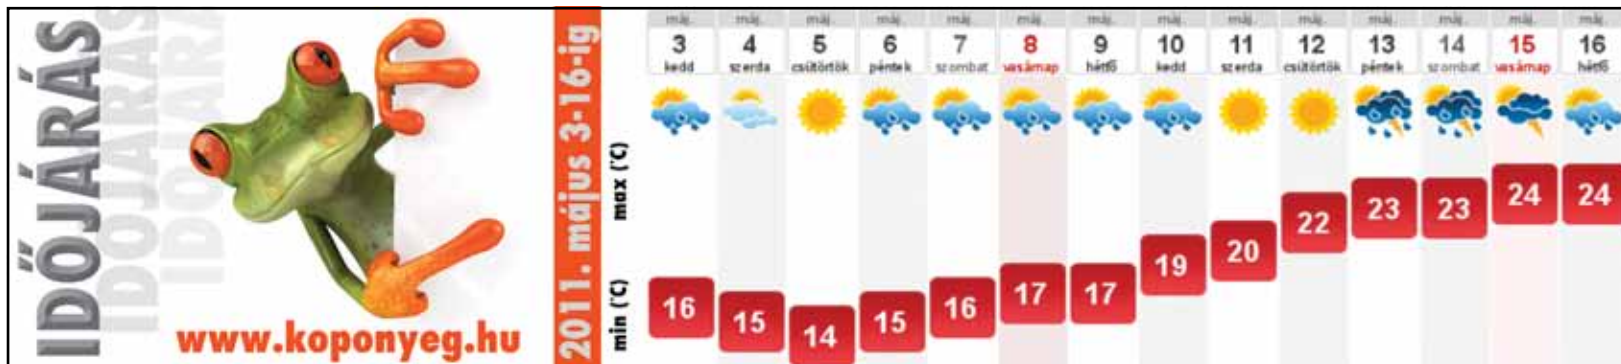 IDŐJÁRÁS
IDŐJÁRÁS
IDŐJÁRÁS
www.koponyeg.hu
2011. május 3-16-ig
máj. máj. máj. máj. máj. máj. máj. máj. máj. máj. máj. máj. máj. máj.
3 4 5 6 7 8 9 10 11 12 13 14 15 16
kedd szerda csütörtök péntek szombat vasárnap hétfő kedd szerda csütörtök péntek szombat vasárnap hétfő
max (°C)
min (°C)
16 15 14 15 16 17 17 19 20 22 23 23 24 24